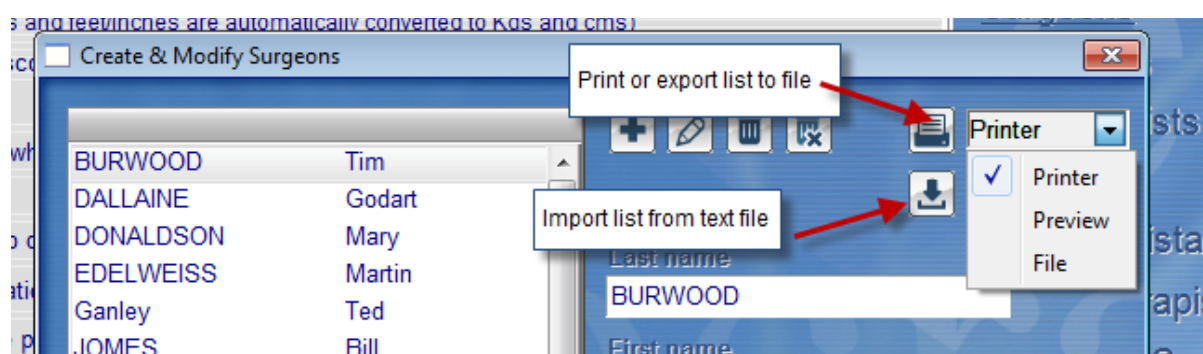 s and feet/inches are automatically converted to Kgs and cms)
Create & Modify Surgeons
Print or export list to file
Printer
BURWOOD Tim
DALLAINE Godart
DONALDSON Mary
EDELWEISS Martin
Ganley Ted
JOMES Bill
Import list from text file
Printer
Preview
File
Last name
BURWOOD
First name